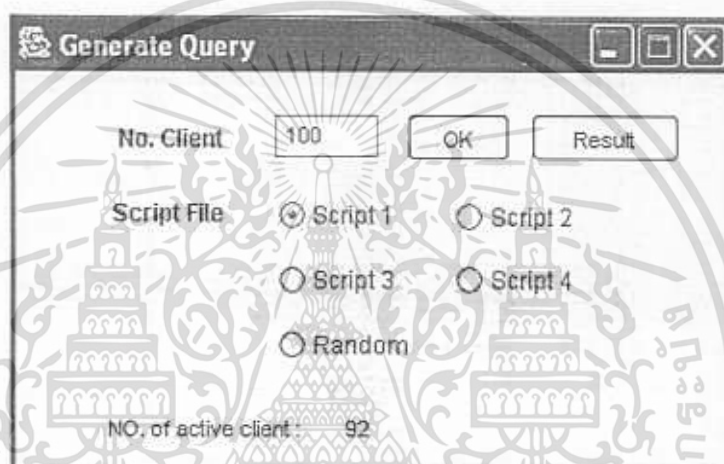 Generate Query
No. Client 100 OK Result
Script File Script 1 Script 2
Script 3 Script 4
Random
NO. of active client : 92